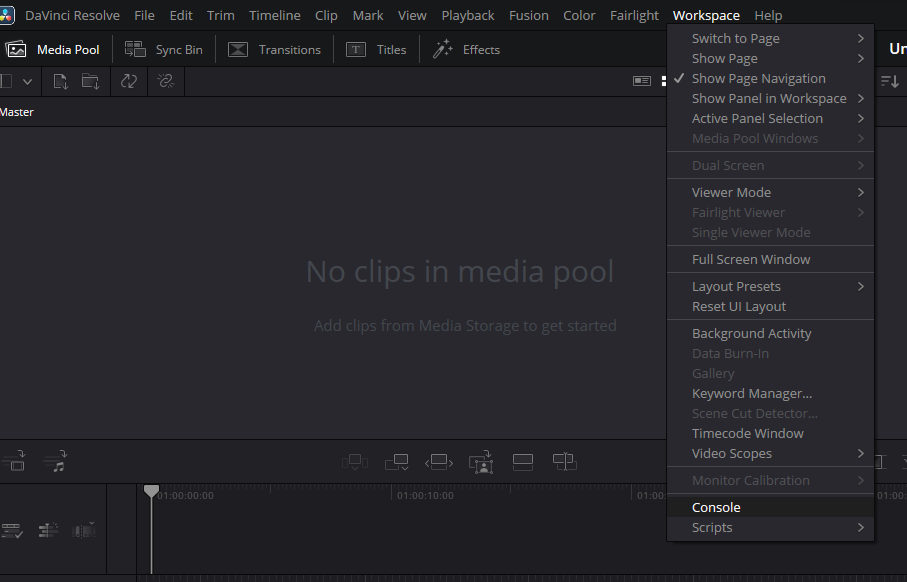 DaVinci Resolve File Edit Trim Timeline Clip Mark View Playback Fusion Color Fairlight Workspace Help
Media Pool Sync Bin Transitions T Titles Effects
Master
No clips in media pool
Add clips from Media Storage to get started
01:00:00:00 01:00:10:00 01:00: 01:00
Switch to Page
Show Page
Show Page Navigation
Show Panel in Workspace
Active Panel Selection
Media Pool Windows
Dual Screen
Viewer Mode
Fairlight Viewer
Single Viewer Mode
Full Screen Window
Layout Presets
Reset UI Layout
Background Activity
Data Burn-In
Gallery
Keyword Manager...
Scene Cut Detector...
Timecode Window
Video Scopes
Monitor Calibration
Console
Scripts